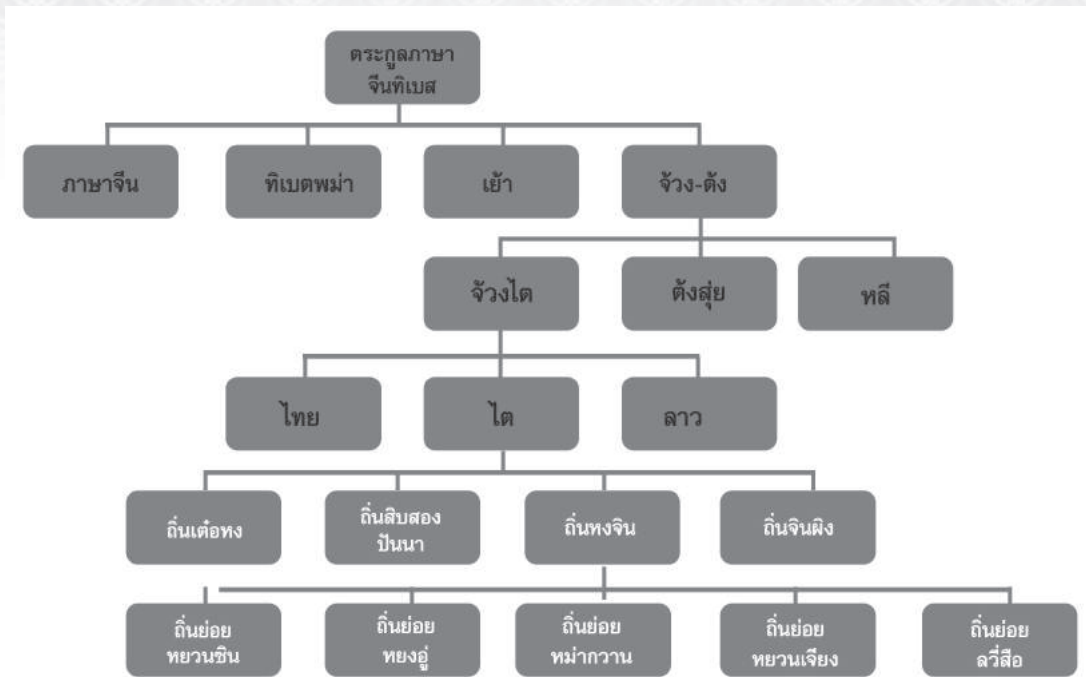 ตระกูลภาษา
จีนทิเบส
ภาษาจีน
ทิเบตพม่า
เย้า
จ้วง-ต้ง
จ้วงไต
ต้งสุ่ย
หลี
ไทย
ไต
ลาว
ถิ่นเต๋อหง
ถิ่นสิบสอง
ปันนา
ถิ่นหงจิน
ถิ่นจินผิง
ถิ่นย่อย
หยวนซิน
ถิ่นย่อย
หยงอู่
ถิ่นย่อย
หม่ากวาน
ถิ่นย่อย
หยวนเจียง
ถิ่นย่อย
ลวี่สือ